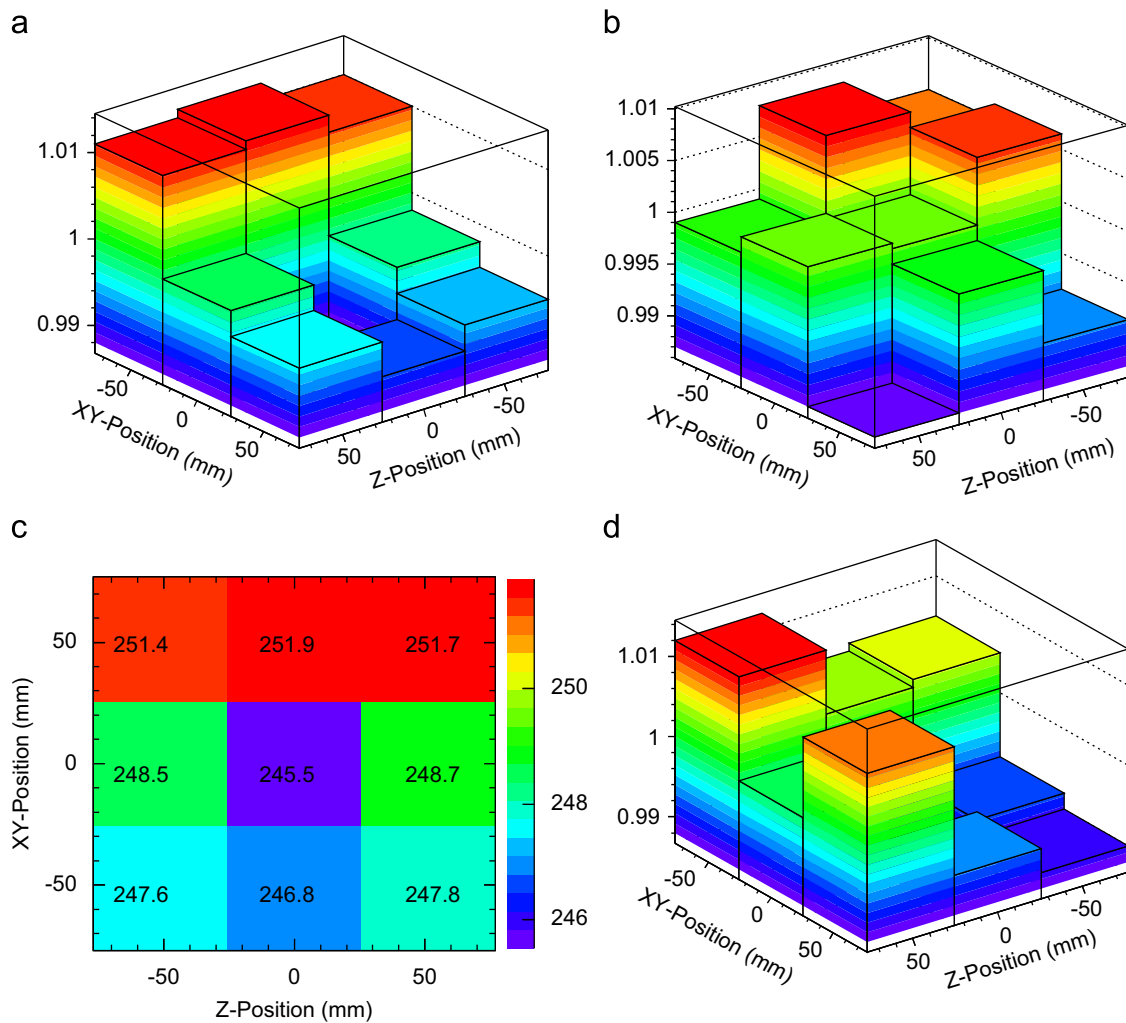 a
1.01
1
0.99
-50
0
50
XY-Position (mm)
50
0
-50
Z-Position (mm)
b
1.01
1.005
1
0.995
0.99
-50
0
50
XY-Position (mm)
50
0
-50
Z-Position (mm)
c
251.4 251.9 251.7
248.5 245.5 248.7
247.6 246.8 247.8
50
0
-50
XY-Position (mm)
-50 0 50
Z-Position (mm)
250
248
246
d
1.01
1
0.99
-50
0
50
XY-Position (mm)
50
0
-50
Z-Position (mm)